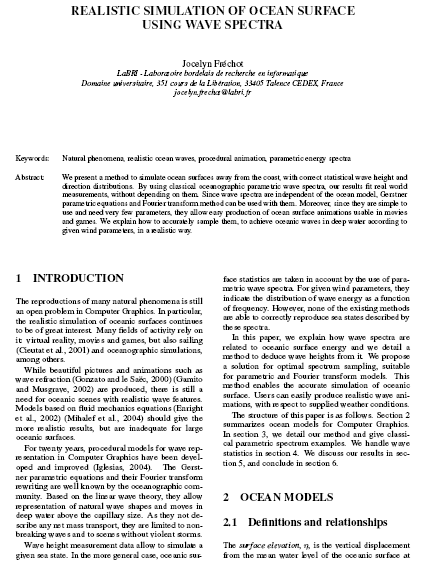 REALISTIC SIMULATION OF OCEAN SURFACE
USING WAVE SPECTRA
Jocelyn Fréchot
LaBRI - Laboratoire bordelais de recherche en informatique
Domaine universitaire, 351 cours de la Libération, 33405 Talence CEDEX, France
jocelyn.frechot@labri.fr
Keywords: Natural phenomena, realistic ocean waves, procedural animation, parametric energy spectra
Abstract: We present a method to simulate ocean surfaces away from the coast, with correct statistical wave height and
direction distributions. By using classical oceanographic parametric wave spectra, our results fit real world
measurements, without depending on them. Since wave spectra are independent of the ocean model, Gerstner
parametric equations and Fourier transform method can be used with them. Moreover, since they are simple to
use and need very few parameters, they allow easy production of ocean surface animations usable in movies
and games. We explain how to accurately sample them, to achieve oceanic waves in deep water according to
given wind parameters, in a realistic way.
1 INTRODUCTION
The reproductions of many natural phenomena is still
an open problem in Computer Graphics. In particular,
the realistic simulation of oceanic surfaces continues
to be of great interest. Many fields of activity rely on
it: virtual reality, movies and games, but also sailing
(Cieutat et al., 2001) and oceanographic simulations,
among others.
While beautiful pictures and animations such as
wave refraction (Gonzato and le Saëc, 2000) (Gamito
and Musgrave, 2002) are produced, there is still a
need for oceanic scenes with realistic wave features.
Models based on fluid mechanics equations (Enright
et al., 2002) (Mihalef et al., 2004) should give the
more realistic results, but are inadequate for large
oceanic surfaces.
For twenty years, procedural models for wave rep-
resentation in Computer Graphics have been devel-
oped and improved (Iglesias, 2004). The Gerst-
ner parametric equations and their Fourier transform
rewriting are well known by the oceanographic com-
munity. Based on the linear wave theory, they allow
representation of natural wave shapes and moves in
deep water above the capillary size. As they not de-
scribe any net mass transport, they are limited to non-
breaking waves and to scenes without violent storms.
Wave height measurement data allow to simulate a
given sea state. In the more general case, oceanic sur-
face statistics are taken in account by the use of para-
metric wave spectra. For given wind parameters, they
indicate the distribution of wave energy as a function
of frequency. However, none of the existing methods
are able to correctly reproduce sea states described by
these spectra.
In this paper, we explain how wave spectra are
related to oceanic surface energy and we detail a
method to deduce wave heights from it. We propose
a solution for optimal spectrum sampling, suitable
for parametric and Fourier transform models. This
method enables the accurate simulation of oceanic
surface. Users can easily produce realistic wave ani-
mations, with respect to supplied weather conditions.
The structure of this paper is as follows. Section 2
summarizes ocean models for Computer Graphics.
In section 3, we detail our method and give classi-
cal parametric spectrum examples. We handle wave
statistics in section 4. We discuss our results in sec-
tion 5, and conclude in section 6.
2 OCEAN MODELS
2.1 Definitions and relationships
The surface elevation, η, is the vertical displacement
from the mean water level of the oceanic surface at